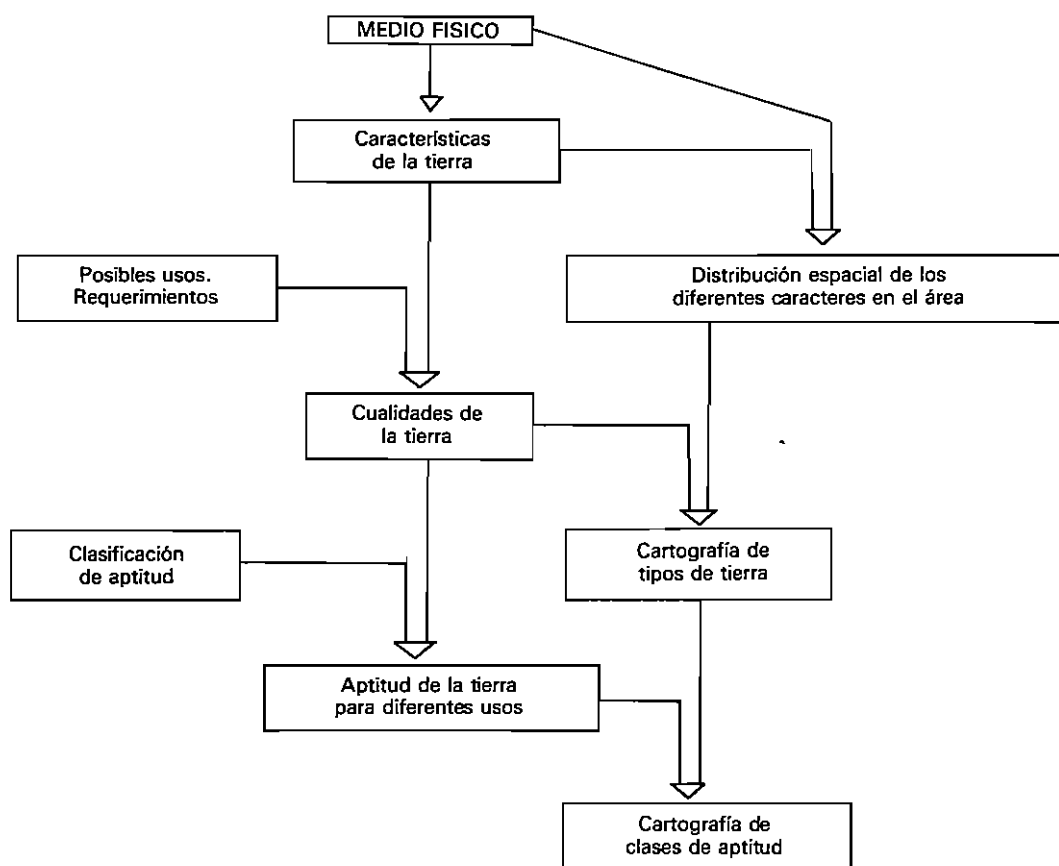 MEDIO FISICO
Características
de la tierra
Posibles usos.
Requerimientos
Distribución espacial de los
diferentes caracteres en el área
Cualidades de
la tierra
Clasificación
de aptitud
Cartografía de
tipos de tierra
Aptitud de la tierra
para diferentes usos
Cartografía de
clases de aptitud